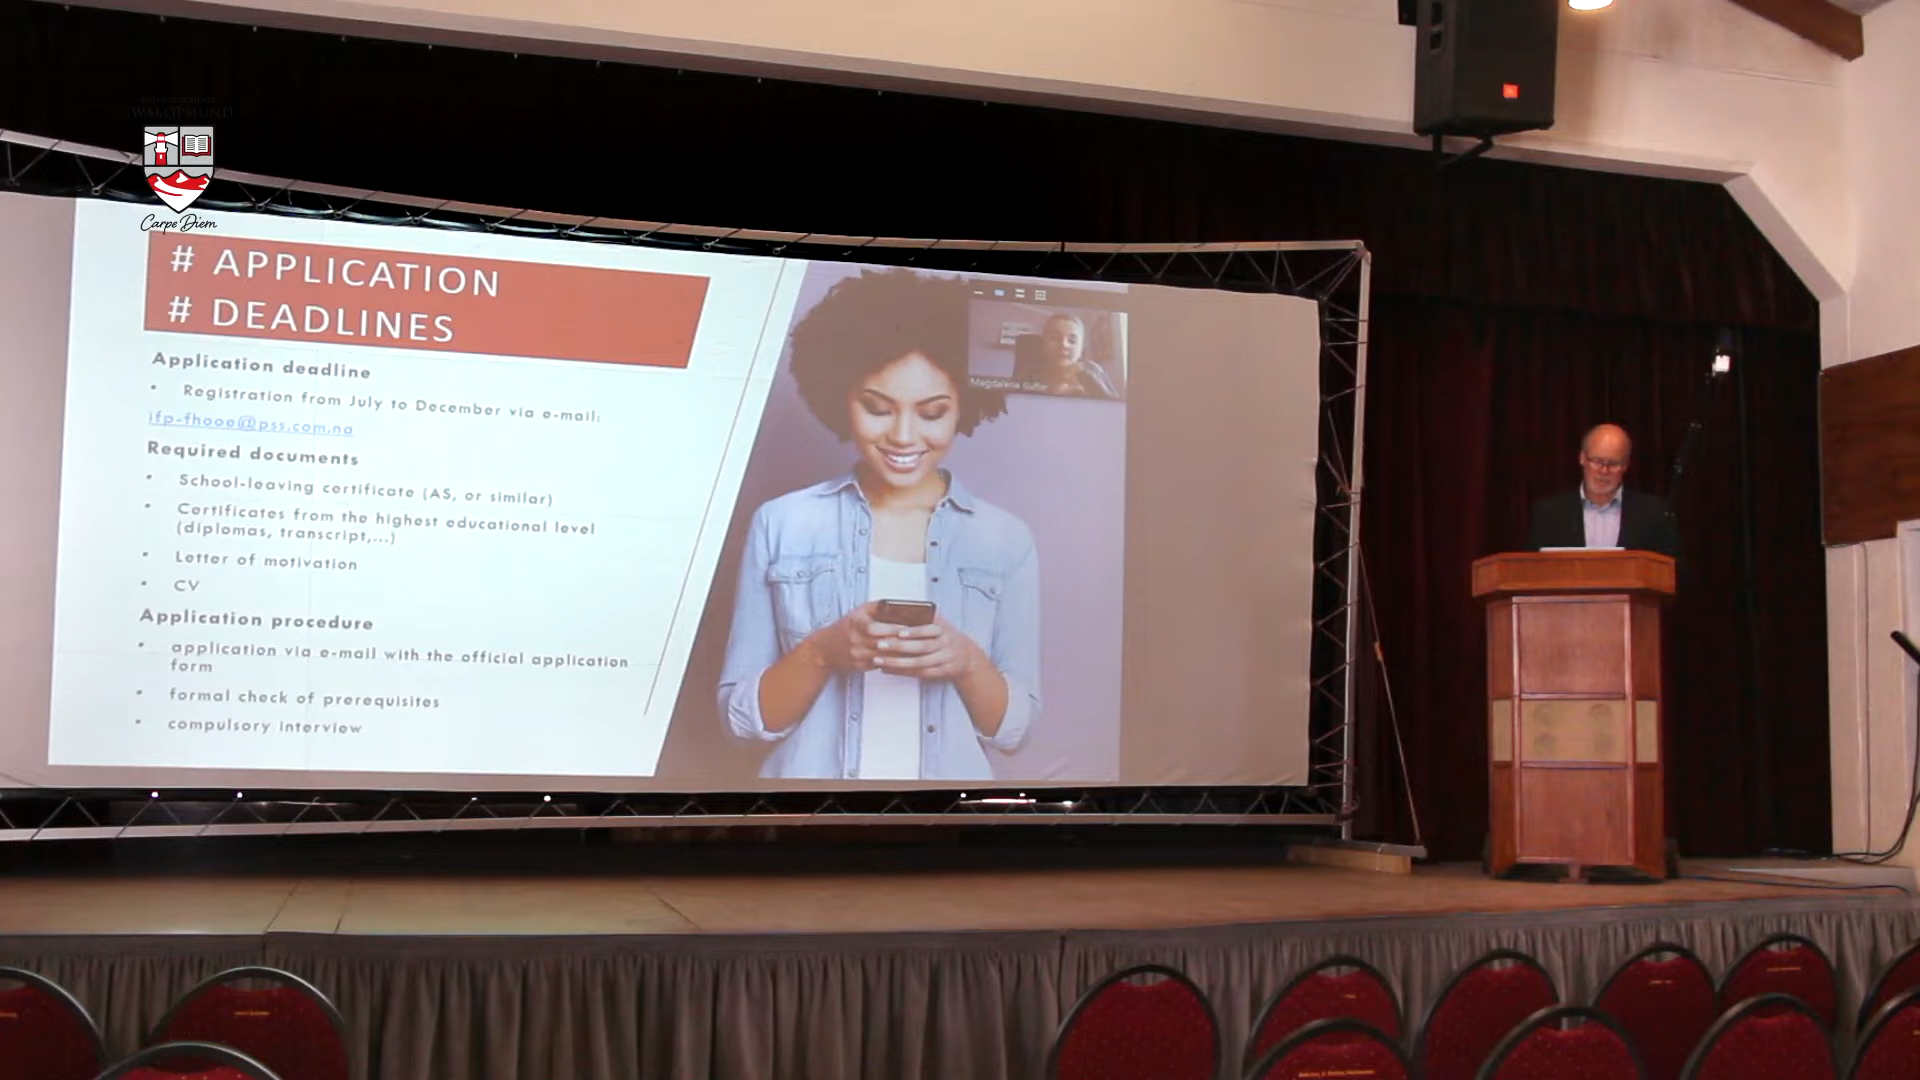 WAKOPMUND
Carpe Diem
# APPLICATION
# DEADLINES
Application deadline
• Registration from July to December via e-mail:
ifp-fhooe@pss.com.na
Required documents
• School-leaving certificate (AS, or similar)
• Certificates from the highest educational level
(diplomas, transcript,...)
• Letter of motivation
• CV
Application procedure
• application via e-mail with the official application
form
• formal check of prerequisites
• compulsory interview
Magdalena